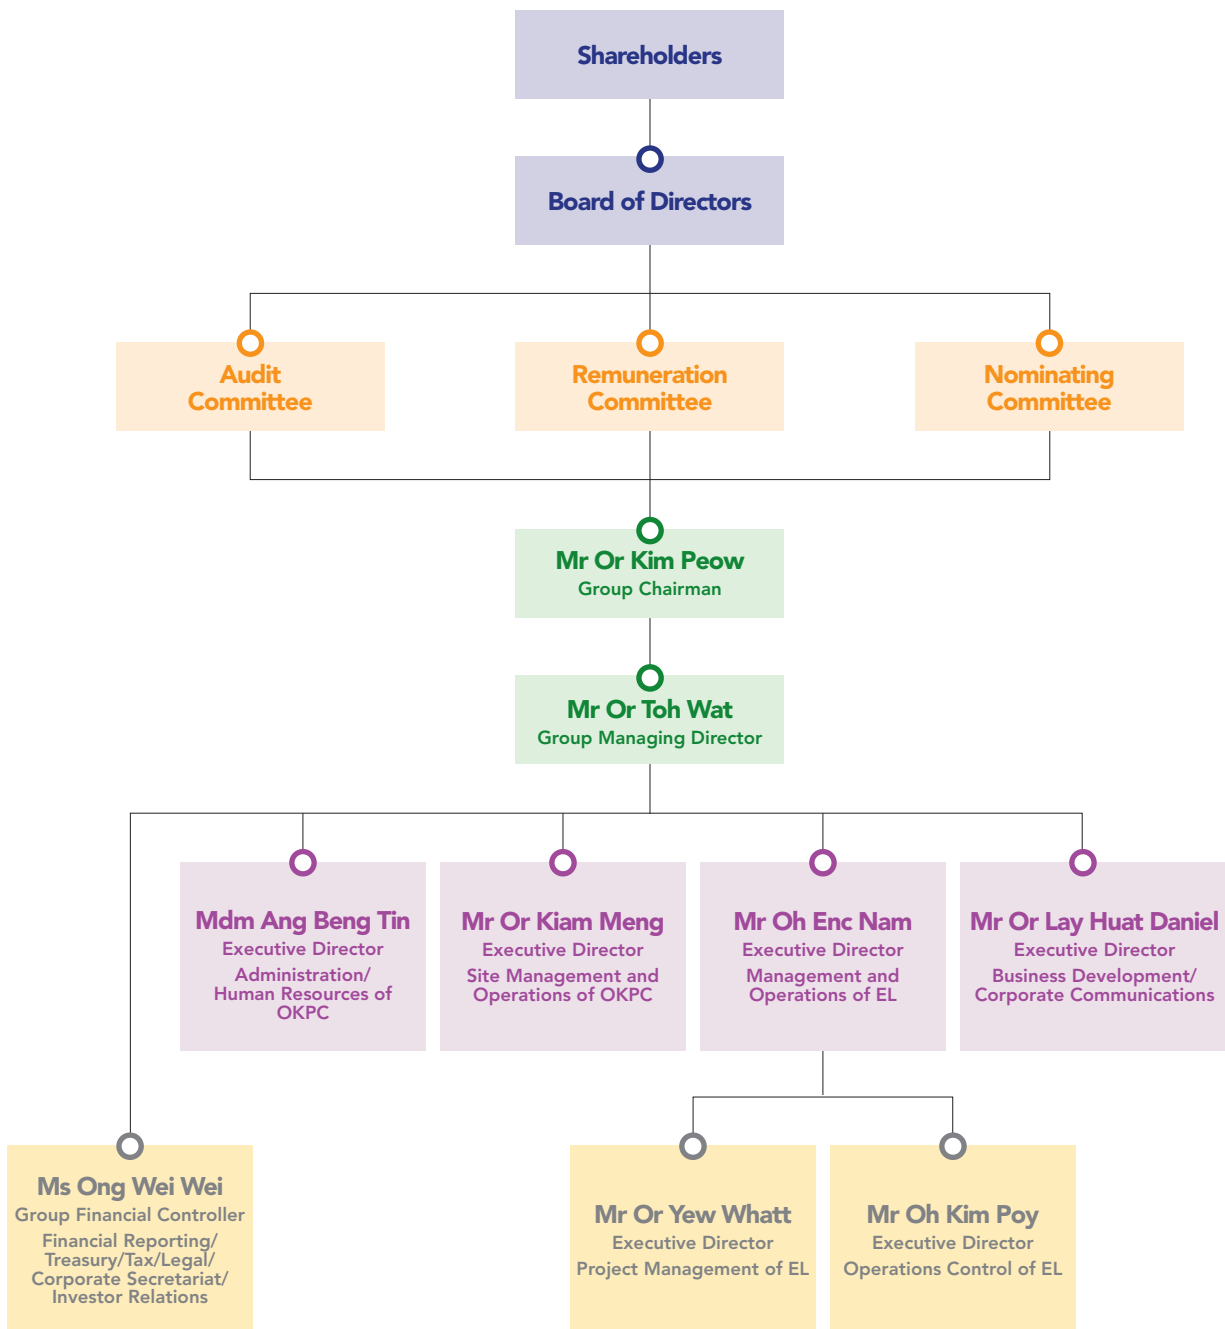 Shareholders
Board of Directors
Audit
Committee
Remuneration
Committee
Nominating
Committee
Mr Or Kim Peow
Group Chairman
Mr Or Toh Wat
Group Managing Director
Mdm Ang Beng Tin
Executive Director
Administration/
Human Resources of
OKPC
Mr Or Kiam Meng
Executive Director
Site Management and
Operations of OKPC
Mr Oh Enc Nam
Executive Director
Management and
Operations of EL
Mr Or Lay Huat Daniel
Executive Director
Business Development/
Corporate Communications
Ms Ong Wei Wei
Group Financial Controller
Financial Reporting/
Treasury/Tax/Legal/
Corporate Secretariat/
Investor Relations
Mr Or Yew Whatt
Executive Director
Project Management of EL
Mr Oh Kim Poy
Executive Director
Operations Control of EL